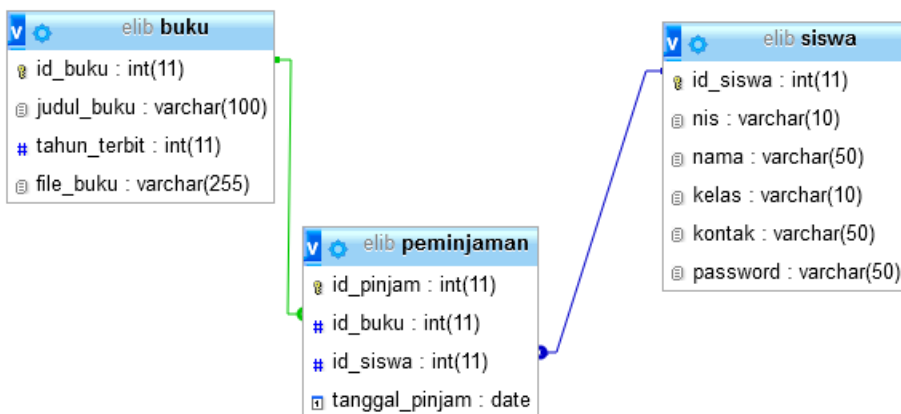 elib buku
id_buku : int(11)
judul_buku : varchar(100)
# tahun_terbit : int(11)
file_buku : varchar(255)
elib peminjaman
id_pinjam : int(11)
# id_buku : int(11)
# id_siswa : int(11)
tanggal_pinjam : date
elib siswa
id_siswa : int(11)
nis : varchar(10)
nama : varchar(50)
kelas : varchar(10)
kontak : varchar(50)
password : varchar(50)